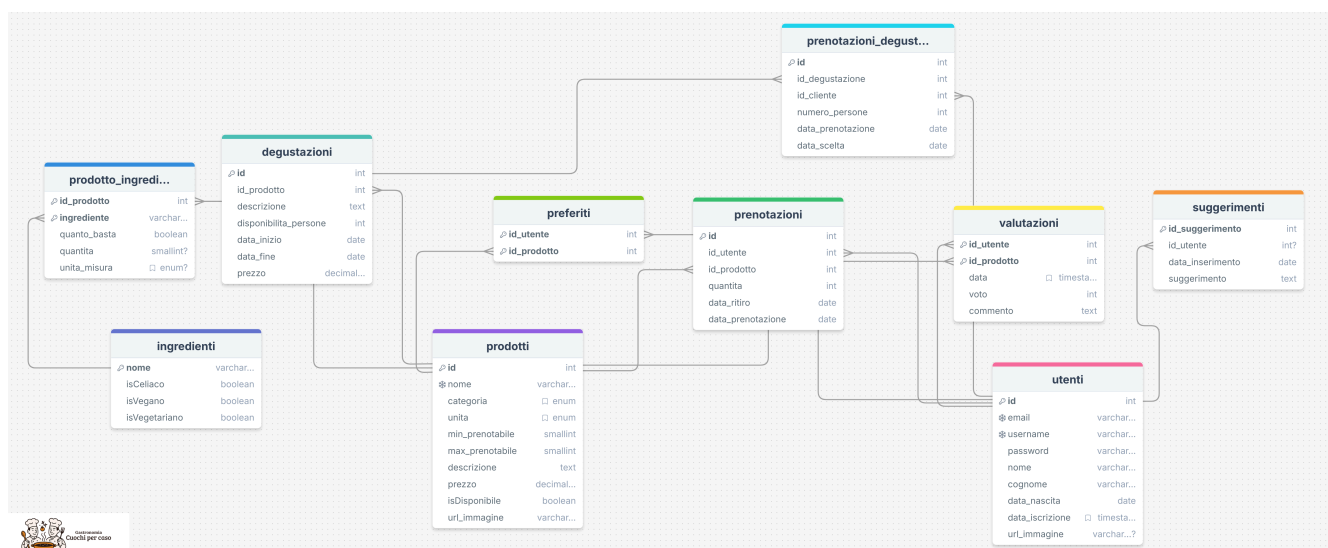 prenotazioni_degust...
id int
id_degustazione int
id_cliente int
numero_persone int
data_prenotazione date
data_scelta date
degustazioni
id int
id_prodotto int
descrizione text
disponibilita_persone int
data_inizio date
data_fine date
prezzo decimal...
prodotto_ingredi...
id_prodotto int
ingrediente varchar...
quanto_basta boolean
quantita smallint?
unita_misura enum?
preferiti
id_utente int
id_prodotto int
prenotazioni
id int
id_utente int
id_prodotto int
quantita int
data_ritiro date
data_prenotazione date
valutazioni
id_utente int
id_prodotto int
data timesta...
voto int
commento text
suggerimenti
id_suggerimento int
id_utente int?
data_inserimento date
suggerimento text
ingredienti
nome varchar...
isCeliaco boolean
isVegano boolean
isVegetariano boolean
prodotti
id int
nome varchar...
categoria enum
unita enum
min_prenotabile smallint
max_prenotabile smallint
descrizione text
prezzo decimal...
isDisponibile boolean
url_immagine varchar...
utenti
id int
email varchar...
username varchar...
password varchar...
nome varchar...
cognome varchar...
data_nascita date
data_iscrizione timesta...
url_immagine varchar...?
Gastronomia
Cuochi per caso